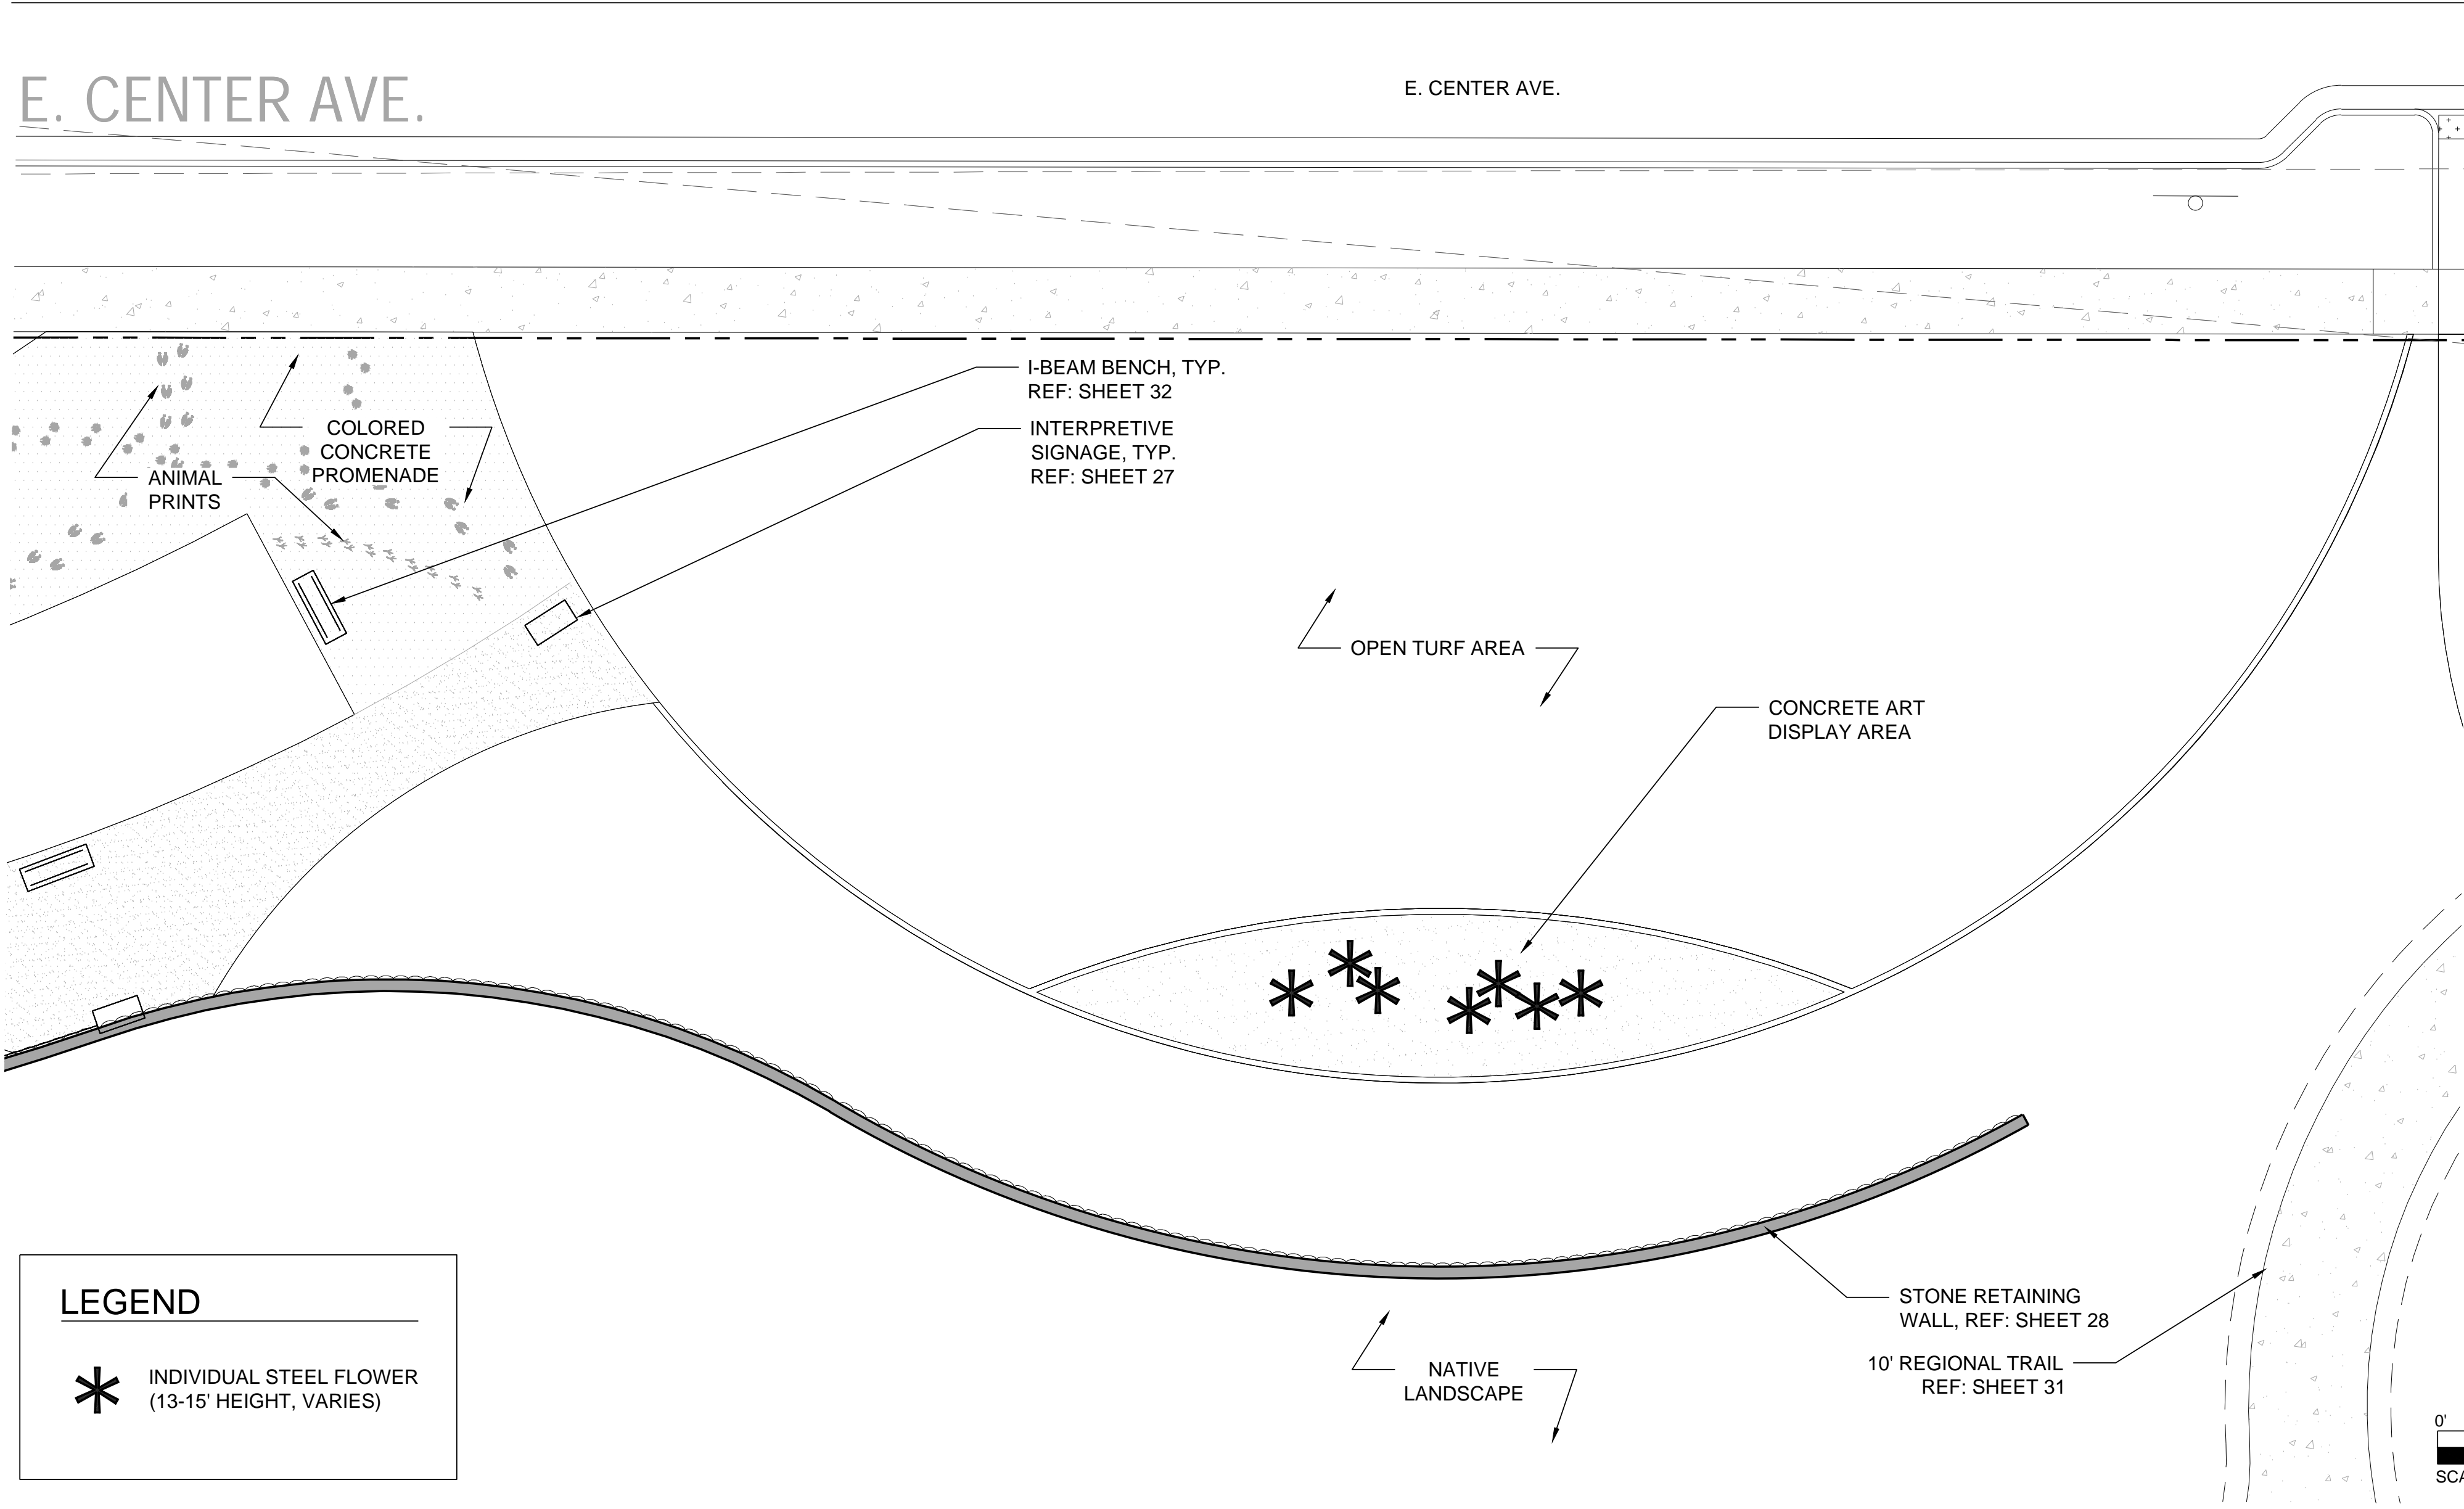 E. CENTER AVE.
E. CENTER AVE.
I-BEAM BENCH, TYP.
REF: SHEET 32
INTERPRETIVE
SIGNAGE, TYP.
REF: SHEET 27
COLORED
CONCRETE
PROMENADE
ANIMAL
PRINTS
OPEN TURF AREA
CONCRETE ART
DISPLAY AREA
STONE RETAINING
WALL, REF: SHEET 28
10' REGIONAL TRAIL
REF: SHEET 31
NATIVE
LANDSCAPE
LEGEND
INDIVIDUAL STEEL FLOWER
(13-15' HEIGHT, VARIES)
0'